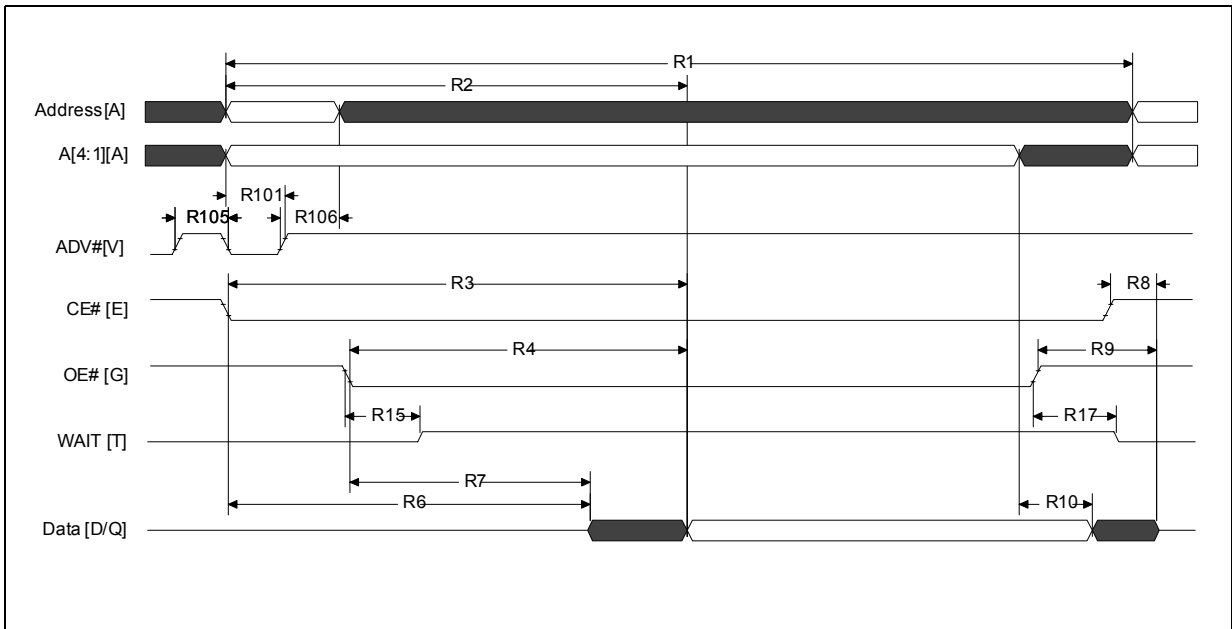 R1
R2
Address [A]
A[4:1][A]
R101
R105
R106
ADV#[V]
R3
R8
CE# [E]
R4
R9
OE# [G]
R15
R17
WAIT [T]
R7
R6
R10
Data [D/Q]